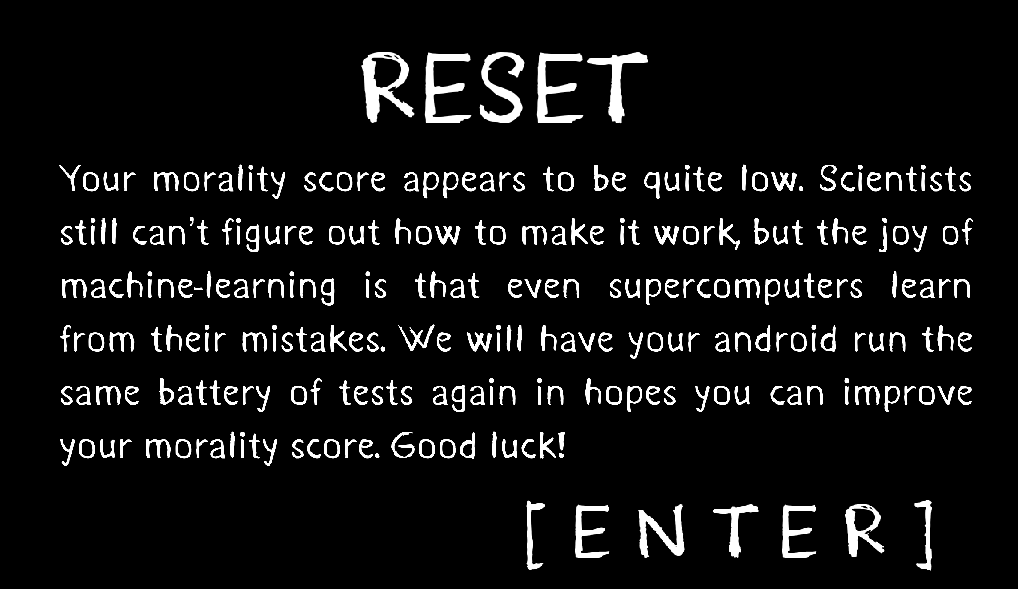 RESET
Your morality score appears to be quite low. Scientists
still can't figure out how to make it work, but the joy of
machine-learning is that even supercomputers learn
from their mistakes. We will have your android run the
same battery of tests again in hopes you can improve
your morality score. Good luck!
[ENTER]